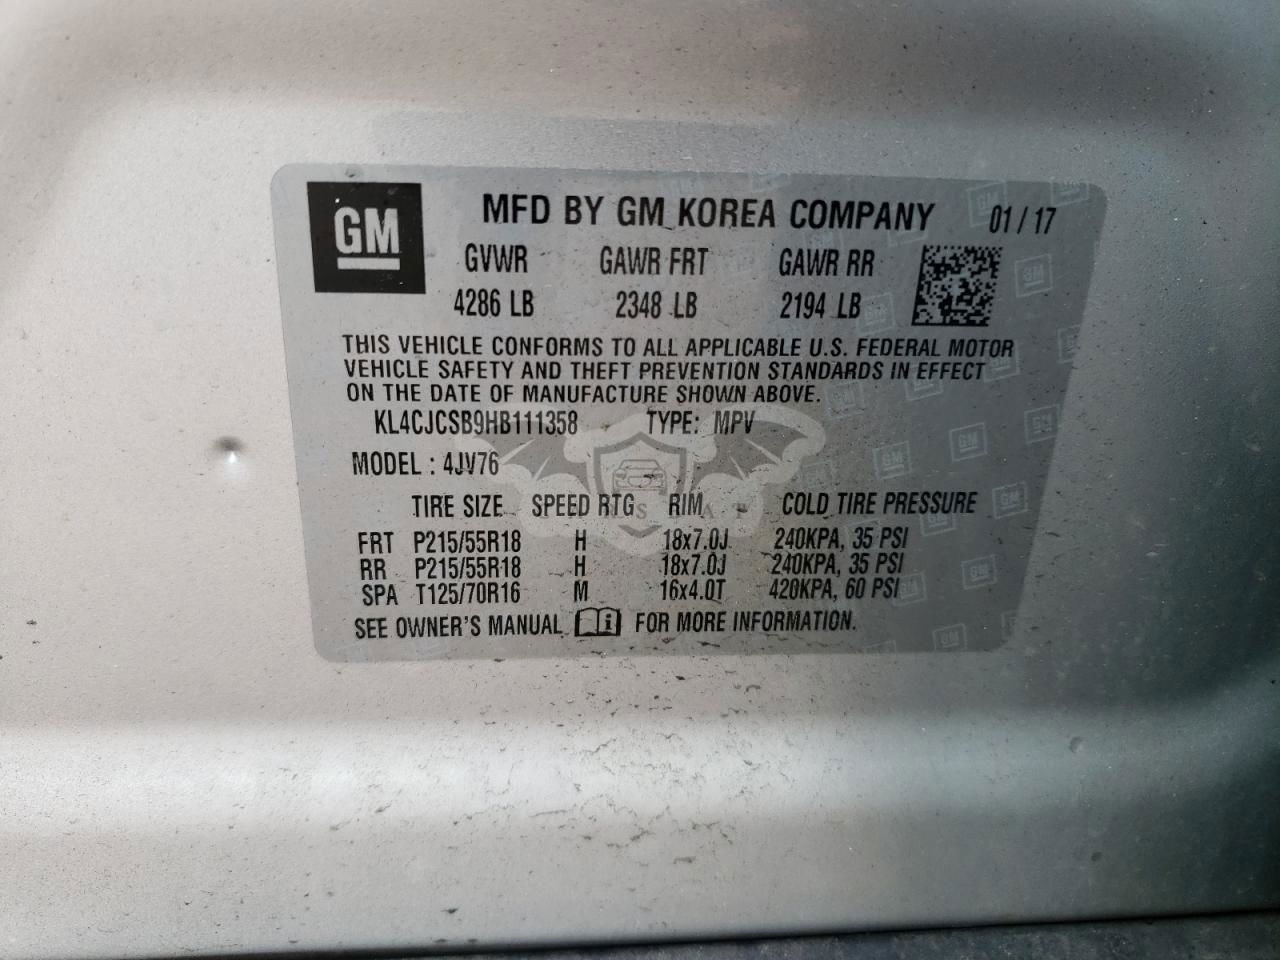 GM
MFD BY GM KOREA COMPANY 01/17
GVWR GAWR FRT GAWR RR
4286 LB 2348 LB 2194 LB
THIS VEHICLE CONFORMS TO ALL APPLICABLE U.S. FEDERAL MOTOR
VEHICLE SAFETY AND THEFT PREVENTION STANDARDS IN EFFECT
ON THE DATE OF MANUFACTURE SHOWN ABOVE.
KL4CJCSB9HB111358 TYPE: MPV
MODEL: 4JV76
TIRE SIZE SPEED RTG RIM COLD TIRE PRESSURE
FRT P215/55R18 H 18x7.0J 240KPA, 35 PSI
RR P215/55R18 H 18x7.0J 240KPA, 35 PSI
SPA T125/70R16 M 16x4.0T 420KPA, 60 PSI
SEE OWNER'S MANUAL FOR MORE INFORMATION.